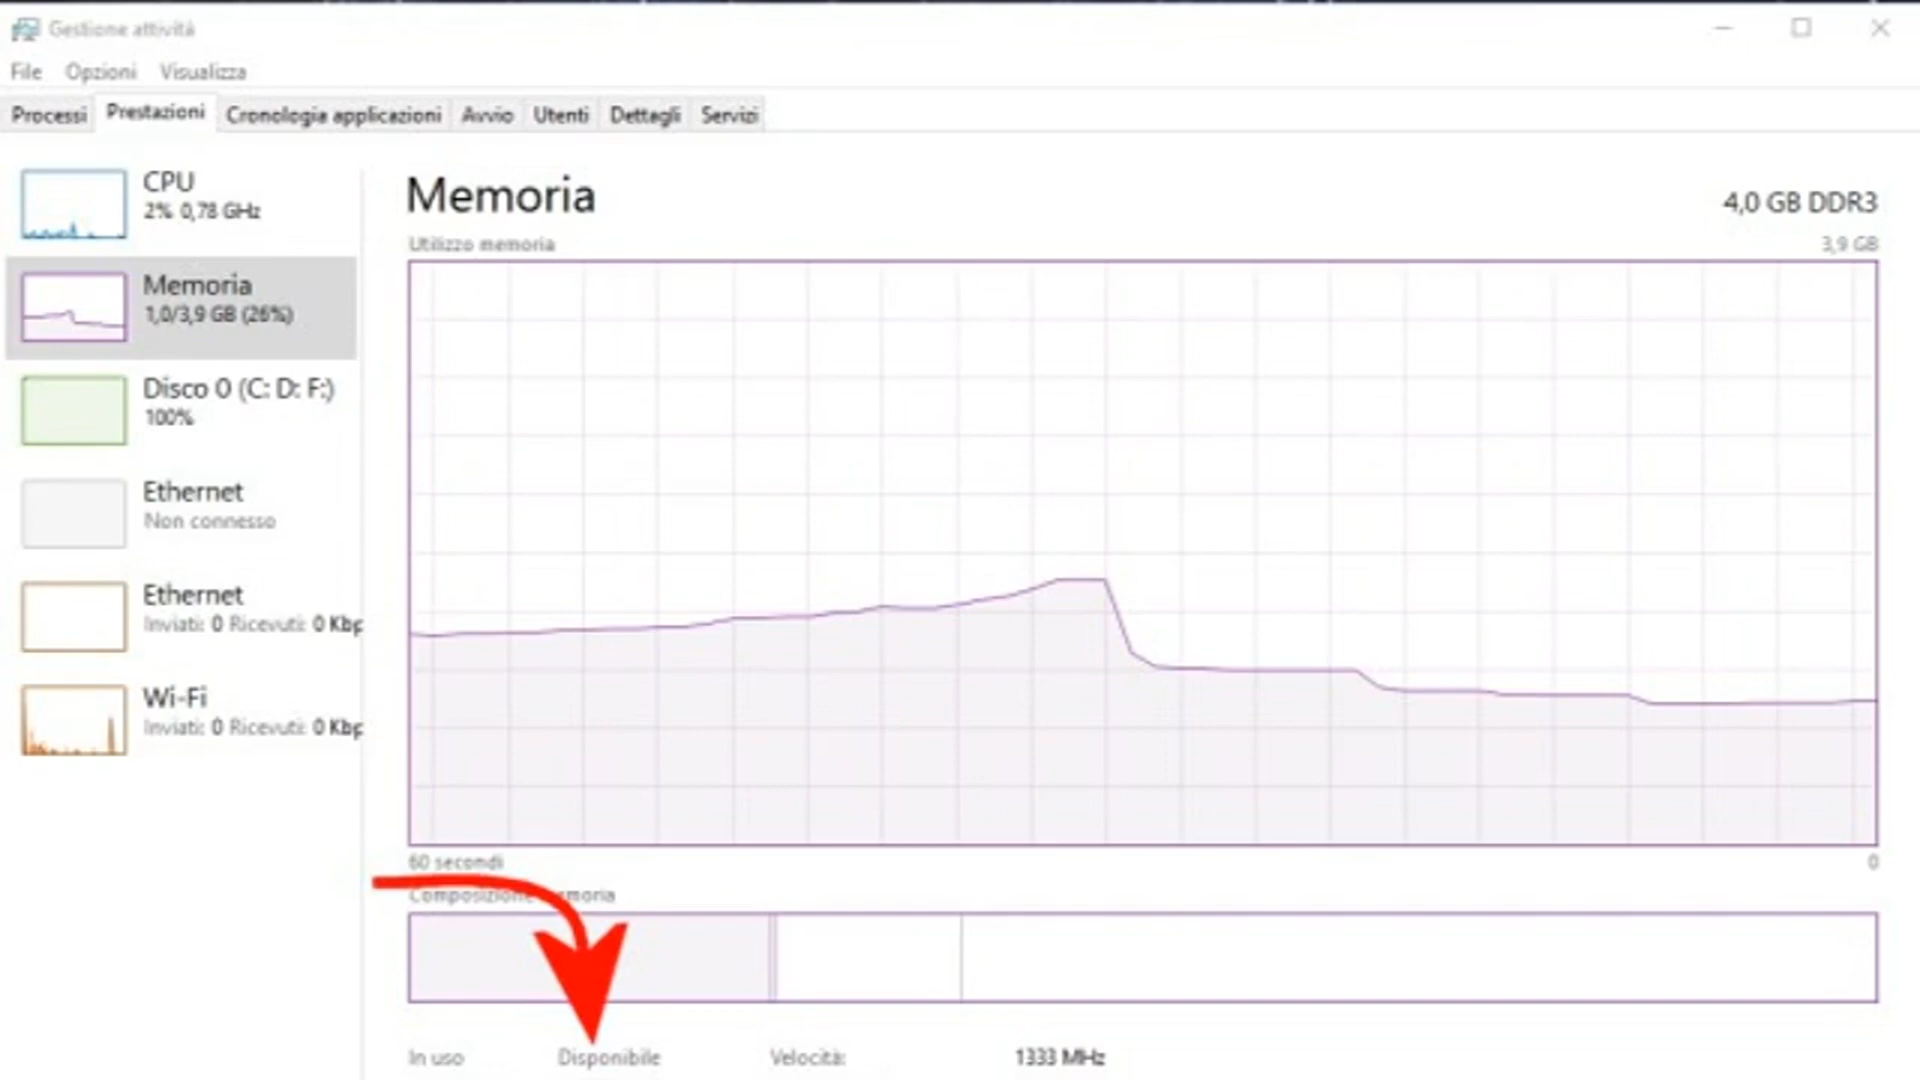 Gestione attività
File Opzioni Visualizza
Processi Prestazioni Cronologia applicazioni Avvio Utenti Dettagli Servizi
CPU
2% 0,78 GHz
Memoria
1,0/3,9 GB (26%)
Disco 0 (C: D: F:)
100%
Ethernet
Non connesso
Ethernet
Inviati: 0 Ricevuti: 0 Kbp
Wi-Fi
Inviati: 0 Ricevuti: 0 Kbp
Memoria 4,0 GB DDR3
Utilizzo memoria 3,9 GB
60 secondi 0
Composizione moria
In uso Disponibile Velocità: 1333 MHz